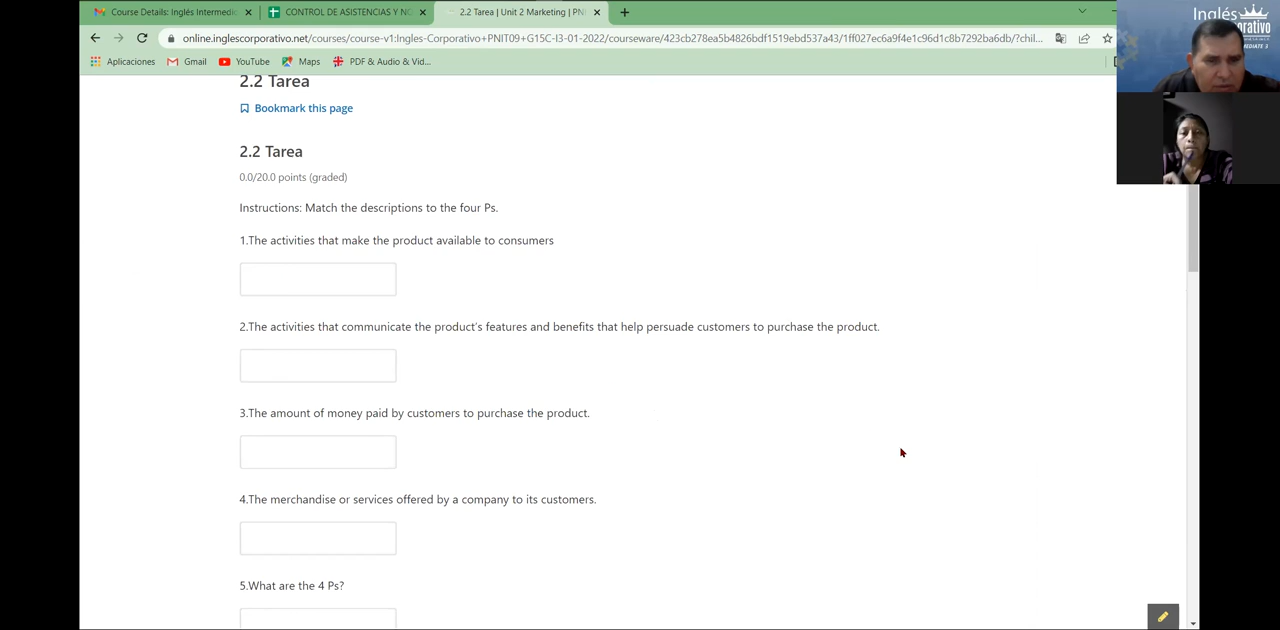 Course Details: Inglés Intermedi
CONTROL DE ASISTENCIAS Y NO
2.2 Tarea | Unit 2 Marketing | PNI
online.inglescorporativo.net/courses/course-v1:Ingles-Corporativo+PNIT09+G15C-I3-01-2022/courseware/423cb278ea5b4826bdf1519ebd537a43/1ff027ec6a9f4e1c96d1c8b7292ba6db/?chil...
Aplicaciones
Gmail
YouTube
Maps
PDF & Audio & Vid...
Inglés
orativo
MEDIATE 3
2.2 Tarea
Bookmark this page
2.2 Tarea
0.0/20.0 points (graded)
Instructions: Match the descriptions to the four Ps.
1.The activities that make the product available to consumers
2.The activities that communicate the product's features and benefits that help persuade customers to purchase the product.
3.The amount of money paid by customers to purchase the product.
4.The merchandise or services offered by a company to its customers.
5.What are the 4 Ps?